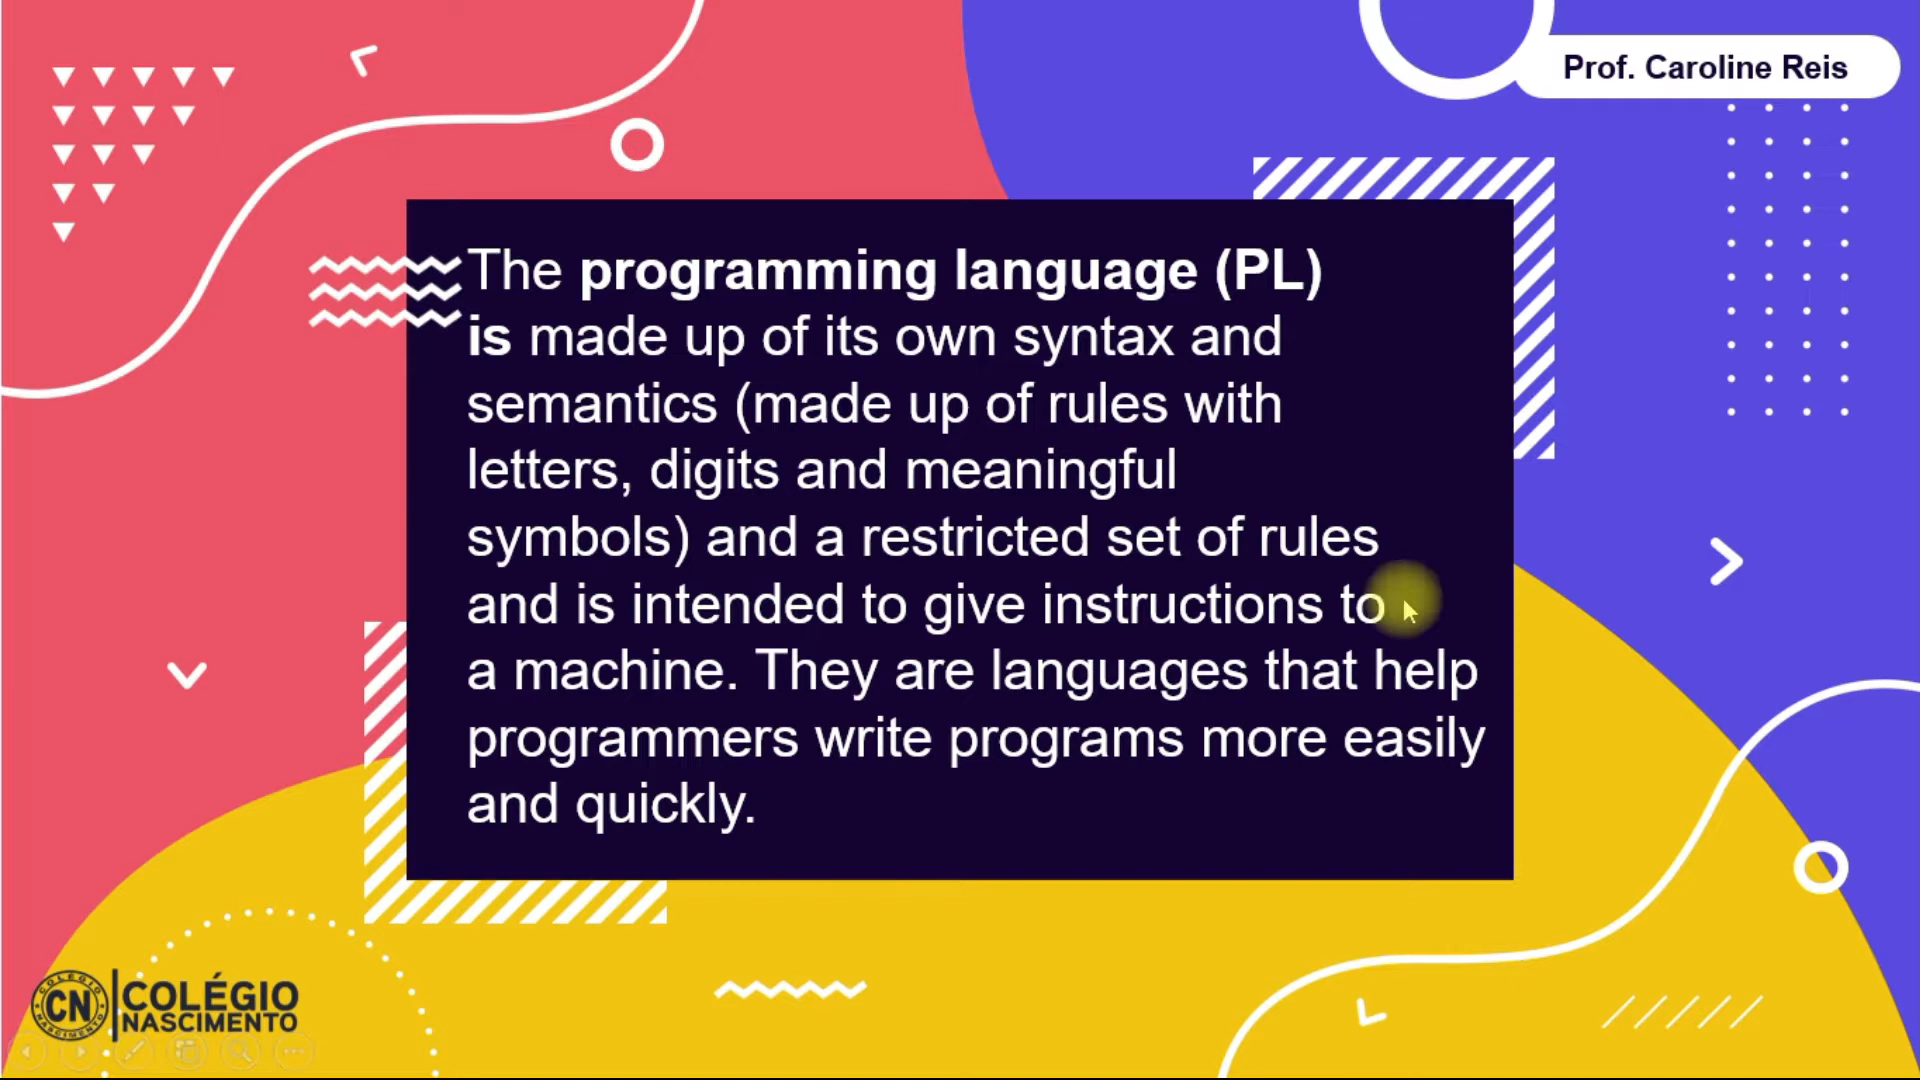 Prof. Caroline Reis
The programming language (PL)
is made up of its own syntax and
semantics (made up of rules with
letters, digits and meaningful
symbols) and a restricted set of rules
and is intended to give instructions to
a machine. They are languages that help
programmers write programs more easily
and quickly.
COLÉGIO
CN
NASCIMENTO
COLÉGIO
NASCIMENTO